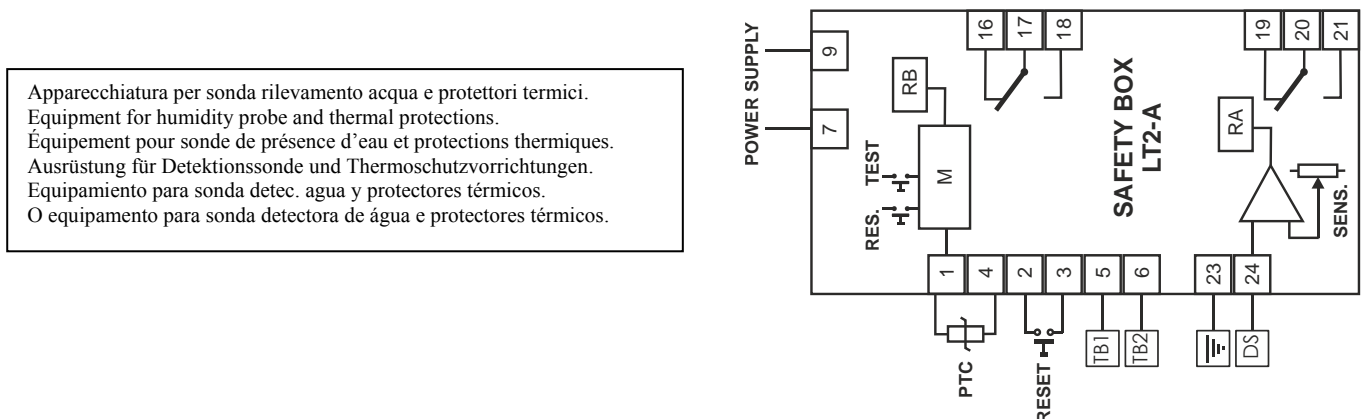 Apparecchiatura per sonda rilevamento acqua e protettori termici.
Equipment for humidity probe and thermal protections.
Équipement pour sonde de présence d'eau et protections thermiques.
Ausrüstung für Detektionssonde und Thermoschutzvorrichtungen.
Equipamiento para sonda detec. agua y protectores térmicos.
O equipamento para sonda detectora de água e protectores térmicos.
POWER SUPPLY
9
7
16
17
18
19
20
21
RB
M
TEST
RES.
SAFETY BOX
LT2-A
RA
SENS.
1
4
2
3
5
6
23
24
PTC
RESET
TB1
TB2
DS